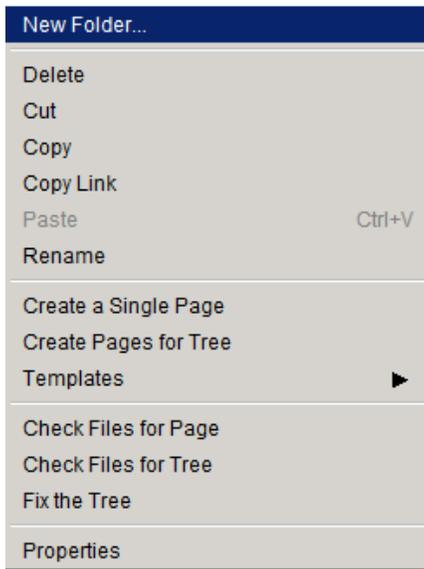 New Folder...
Delete
Cut
Copy
Copy Link
Paste Ctrl+V
Rename
Create a Single Page
Create Pages for Tree
Templates
Check Files for Page
Check Files for Tree
Fix the Tree
Properties